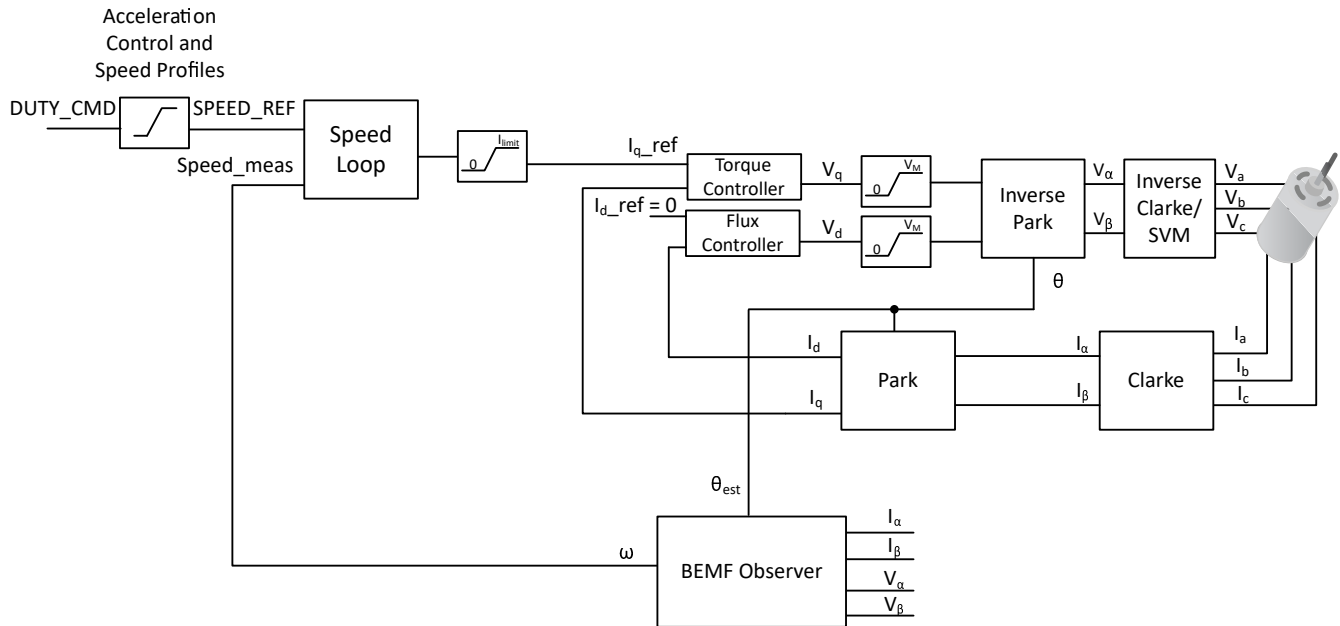 Acceleration
Control and
Speed Profiles
DUTY_CMD
SPEED_REF
Speed_meas
Speed
Loop
I_limit
0
I_q_ref
I_d_ref = 0
Torque
Controller
Flux
Controller
V_q
V_d
V_M
0
V_M
0
Inverse
Park
V_α
V_β
Inverse
Clarke/
SVM
V_a
V_b
V_c
θ
I_d
I_q
Park
I_α
I_β
Clarke
I_a
I_b
I_c
θ_est
ω
BEMF Observer
I_α
I_β
V_α
V_β